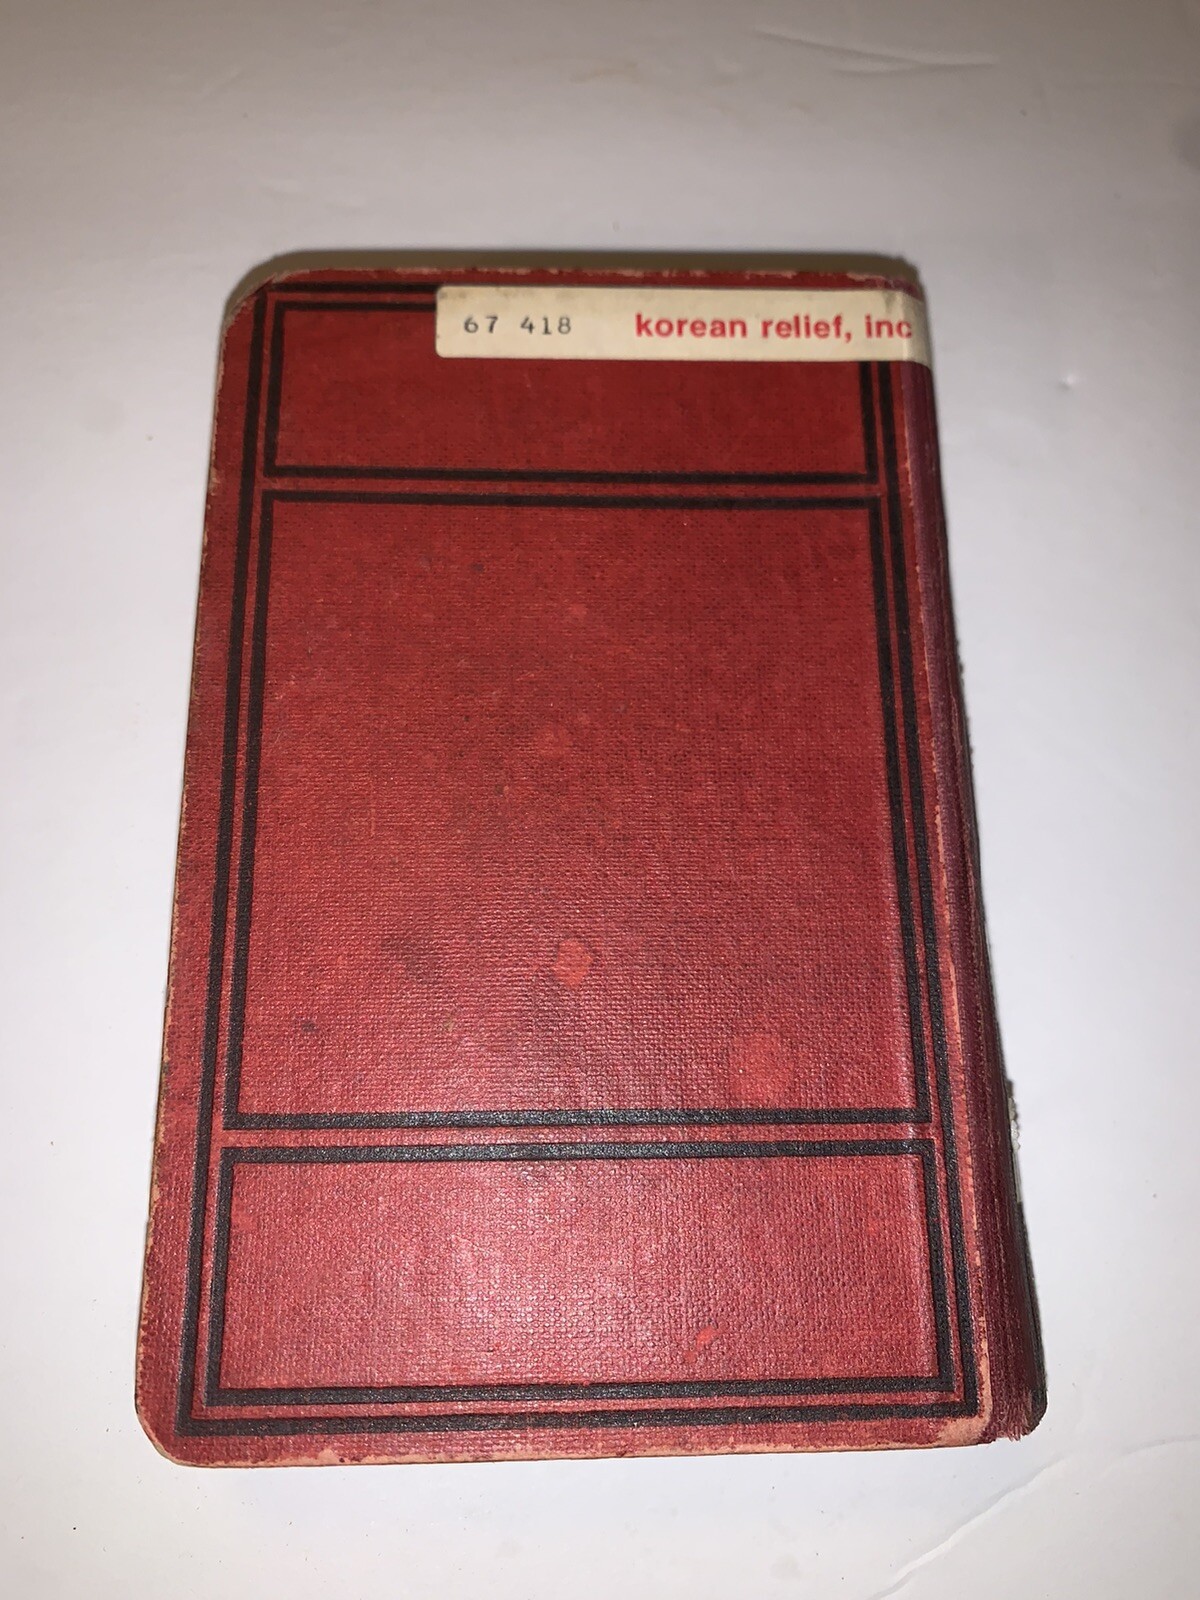 67 418 korean relief, inc